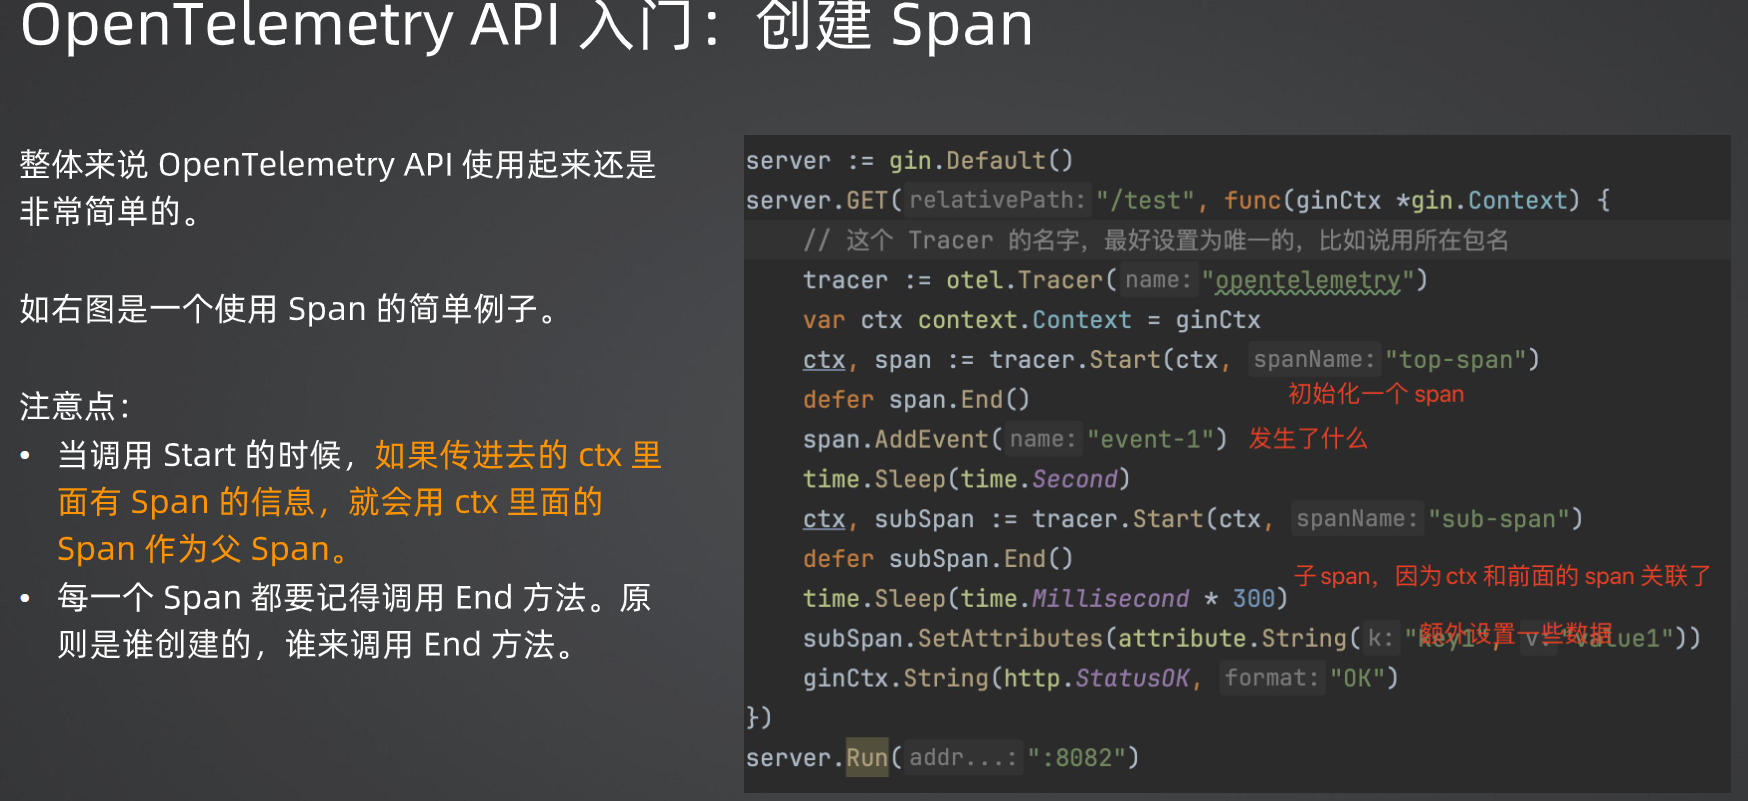 OpenTelemetry API 入门：创建 Span
整体来说 OpenTelemetry API 使用起来还是
非常简单的。
如右图是一个使用 Span 的简单例子。
注意点：
• 当调用 Start 的时候，如果传进去的 ctx 里
面有 Span 的信息，就会用 ctx 里面的
Span 作为父 Span。
• 每一个 Span 都要记得调用 End 方法。原
则是谁创建的，谁来调用 End 方法。
server := gin.Default()
server.GET( relativePath: "/test", func(ginCtx *gin.Context) {
// 这个 Tracer 的名字，最好设置为唯一的，比如说用所在包名
tracer := otel.Tracer( name: "opentelemetry")
var ctx context.Context = ginCtx
ctx, span := tracer.Start(ctx, spanName: "top-span")
defer span.End()
初始化一个 span
span.AddEvent( name: "event-1") 发生了什么
time.Sleep(time.Second)
ctx, subSpan := tracer.Start(ctx, spanName: "sub-span")
defer subSpan.End()
子 span，因为 ctx 和前面的 span 关联了
time.Sleep(time.Millisecond * 300)
subSpan.SetAttributes(attribute.String( k: "key1", v: "value1"))
额外设置一些数据
ginCtx.String(http.StatusOK, format: "OK")
})
server.Run( addr...: ":8082")